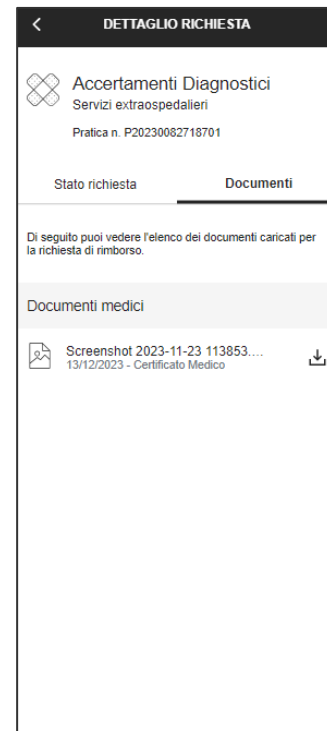 DETTAGLIO RICHIESTA
Accertamenti Diagnostici
Servizi extraospedalieri
Pratica n. P20230082718701
Stato richiesta
Documenti
Di seguito puoi vedere l'elenco dei documenti caricati per
la richiesta di rimborso.
Documenti medici
Screenshot 2023-11-23 113853....
13/12/2023 - Certificato Medico